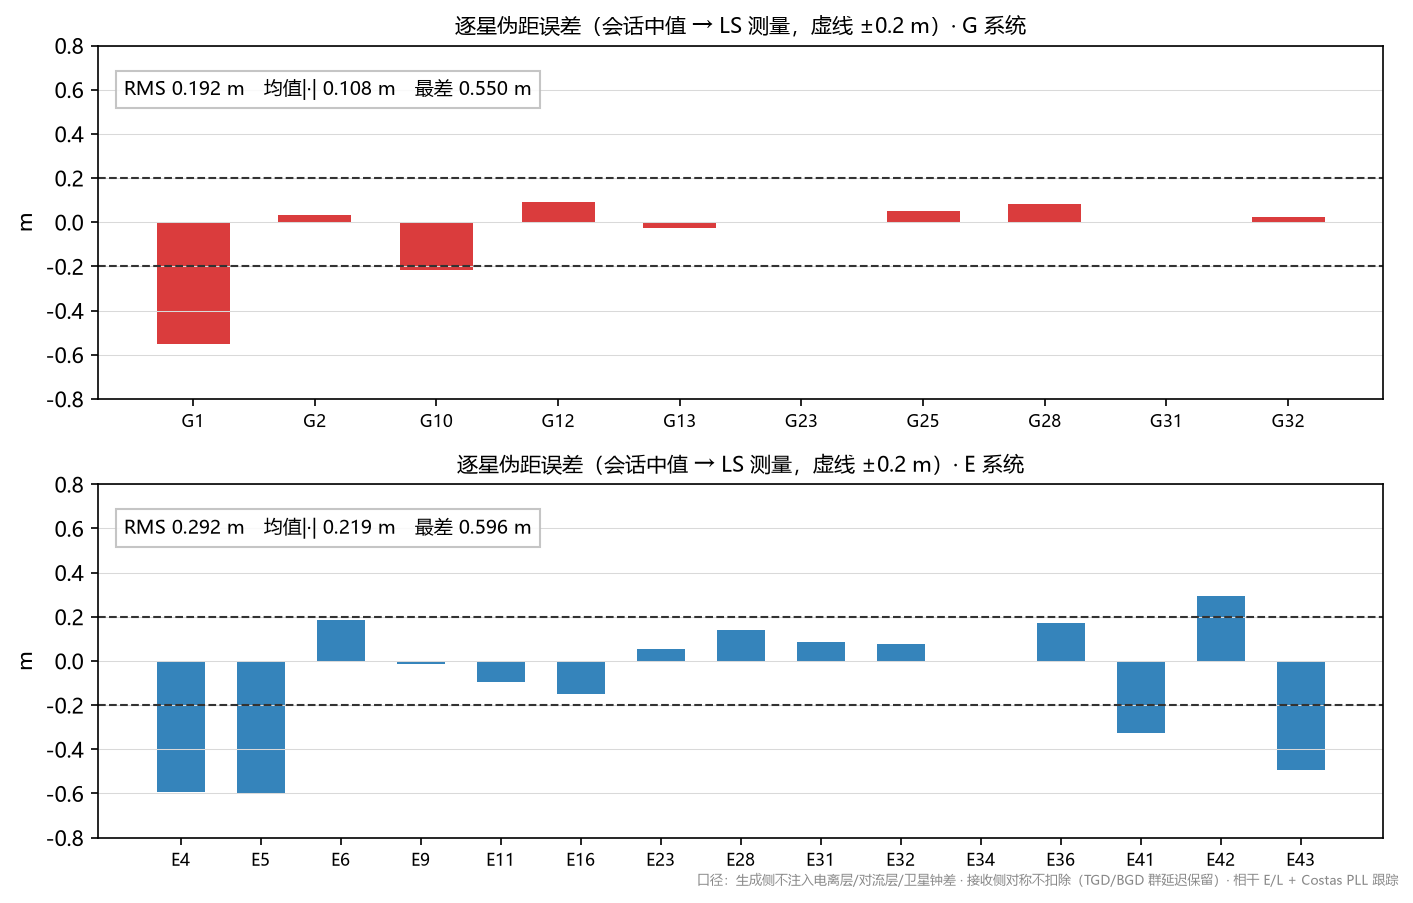 逐星伪距误差（会话中值 → LS 测量，虚线 ±0.2 m）· G 系统
RMS 0.192 m 均值|·| 0.108 m 最差 0.550 m
0.8
0.6
0.4
0.2
0.0
-0.2
-0.4
-0.6
-0.8
m
G1 G2 G10 G12 G13 G23 G25 G28 G31 G32
逐星伪距误差（会话中值 → LS 测量，虚线 ±0.2 m）· E 系统
RMS 0.292 m 均值|·| 0.219 m 最差 0.596 m
0.8
0.6
0.4
0.2
0.0
-0.2
-0.4
-0.6
-0.8
m
E4 E5 E6 E9 E11 E16 E23 E28 E31 E32 E34 E36 E41 E42 E43
口径：生成侧不注入电离层/对流层/卫星钟差 · 接收侧对称不扣除（TGD/BGD 群延迟保留）· 相干 E/L + Costas PLL 跟踪